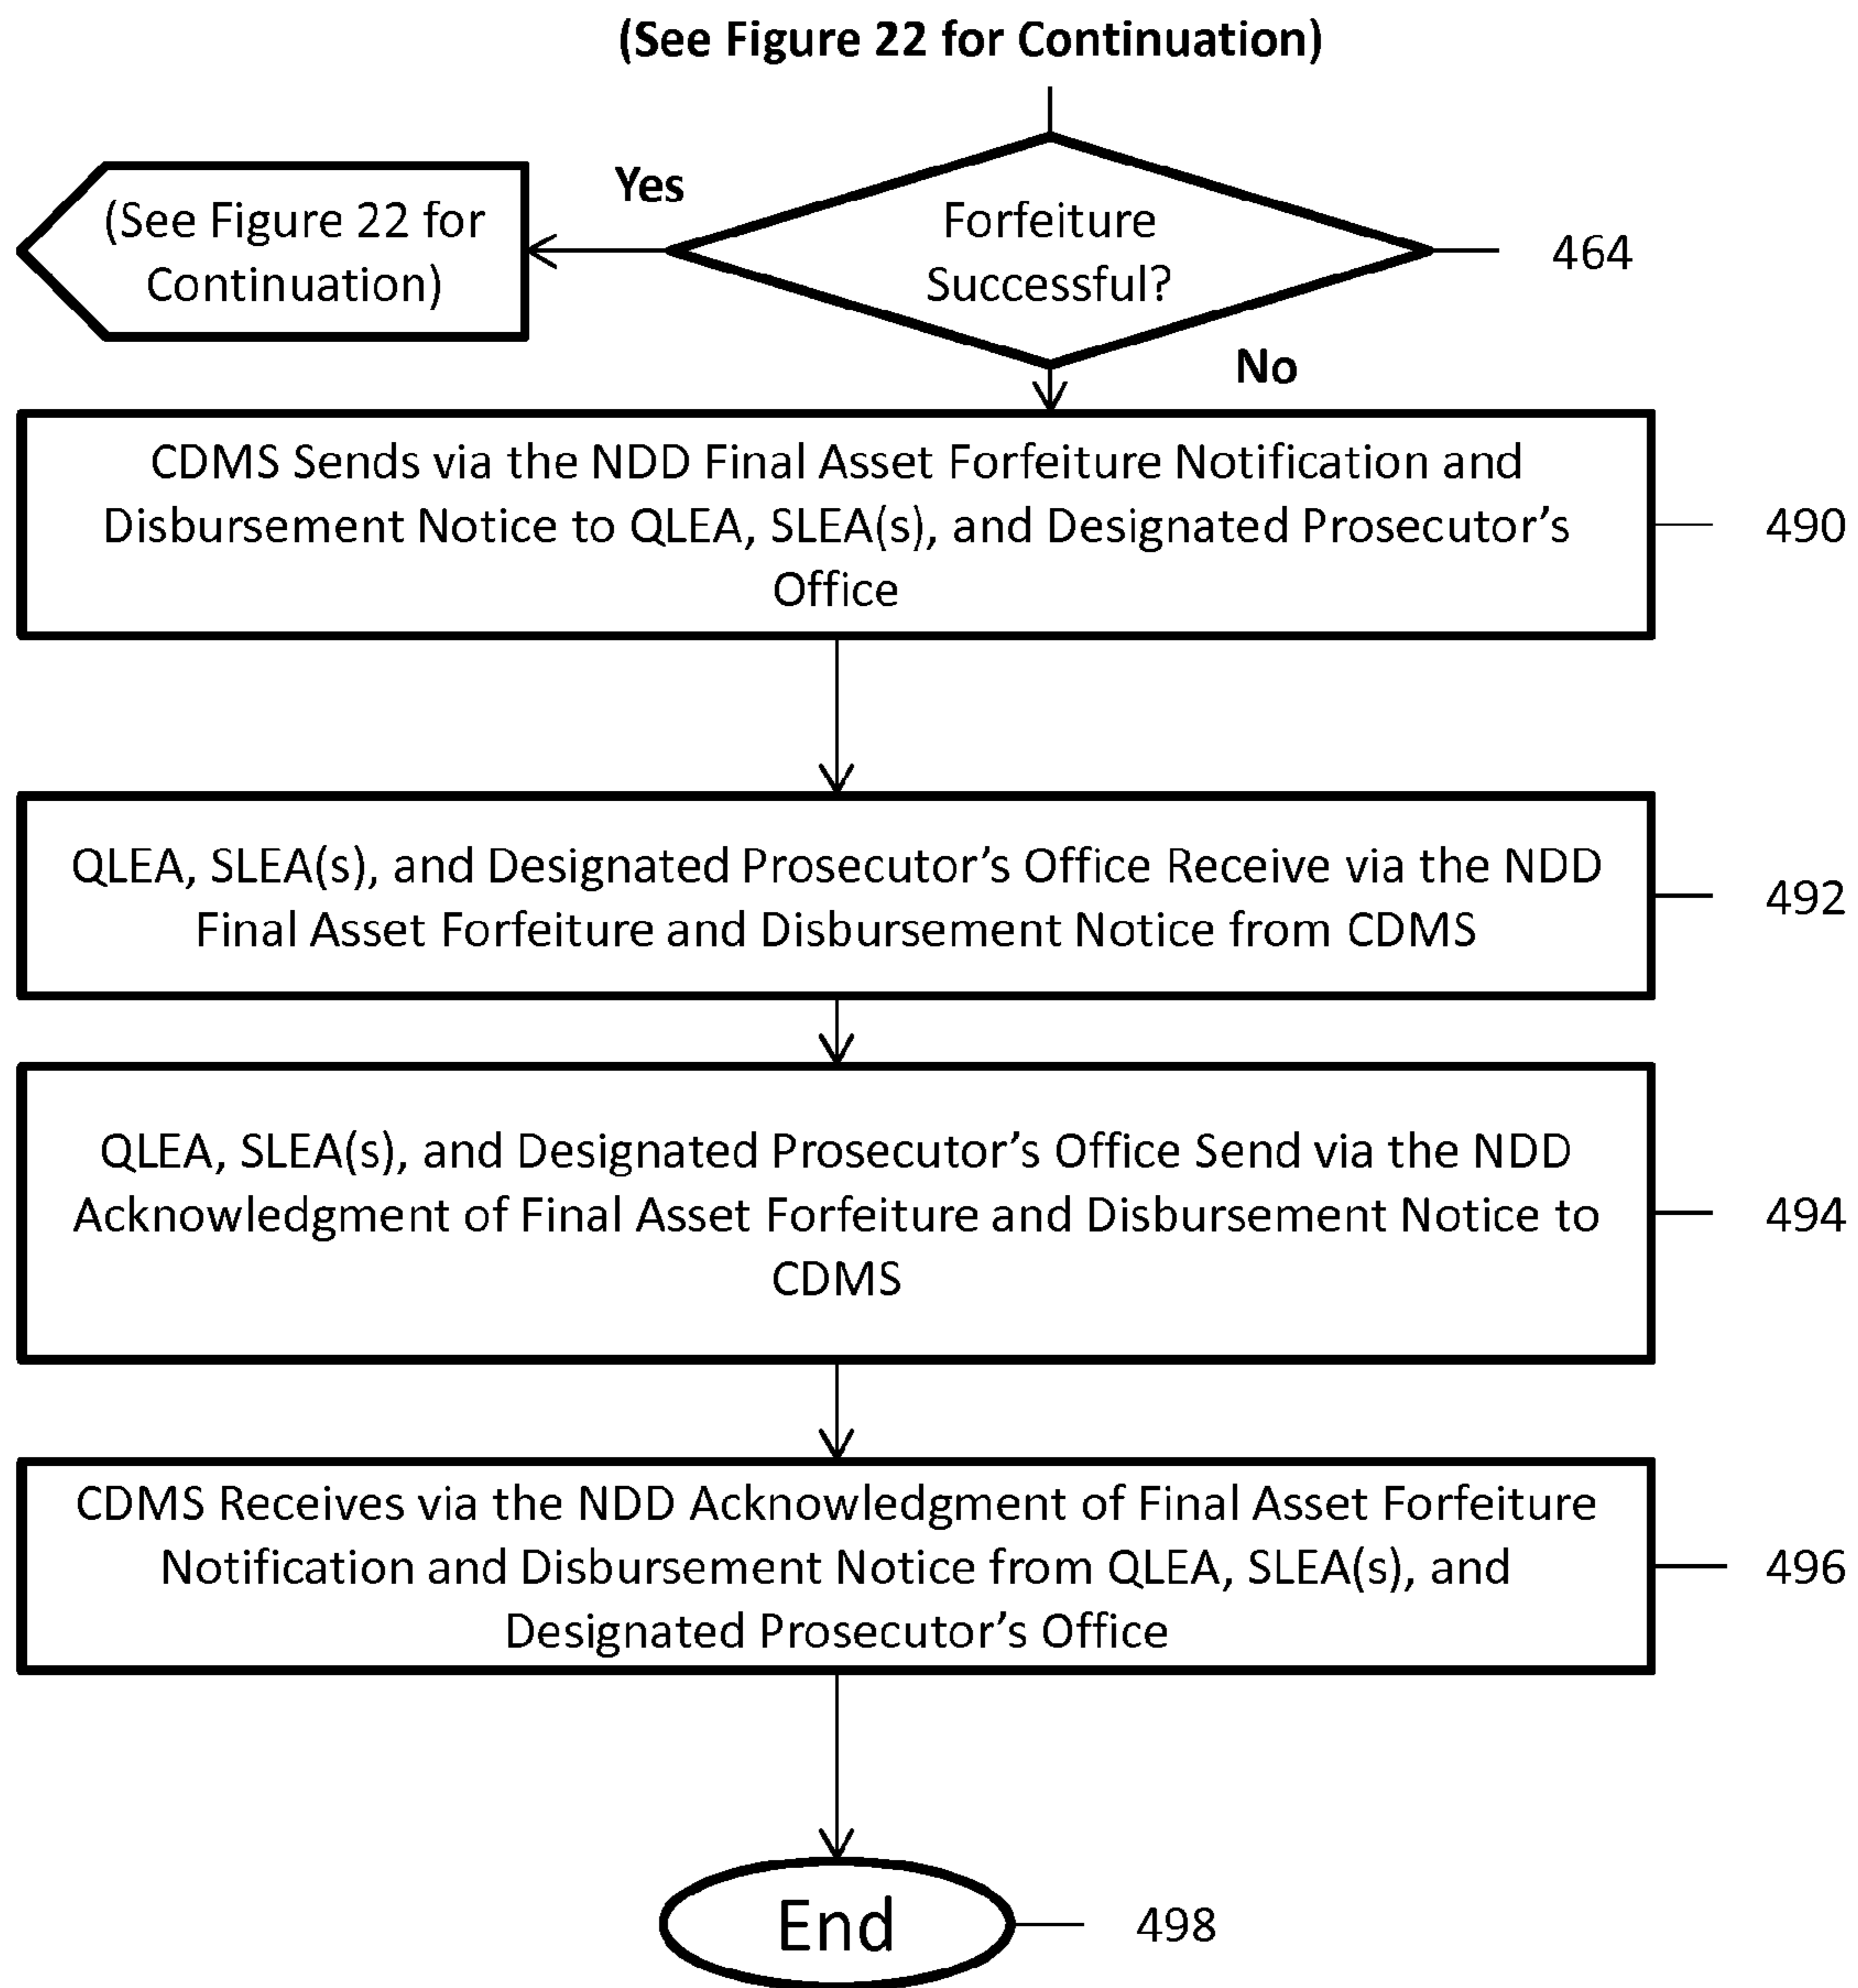 (See Figure 22 for Continuation)
Yes
(See Figure 22 for
Continuation)
Forfeiture
Successful?
464
No
CDMS Sends via the NDD Final Asset Forfeiture Notification and
Disbursement Notice to QLEA, SLEA(s), and Designated Prosecutor’s
Office
490
QLEA, SLEA(s), and Designated Prosecutor’s Office Receive via the NDD
Final Asset Forfeiture and Disbursement Notice from CDMS
492
QLEA, SLEA(s), and Designated Prosecutor’s Office Send via the NDD
Acknowledgment of Final Asset Forfeiture and Disbursement Notice to
CDMS
494
CDMS Receives via the NDD Acknowledgment of Final Asset Forfeiture
Notification and Disbursement Notice from QLEA, SLEA(s), and
Designated Prosecutor’s Office
496
End
498